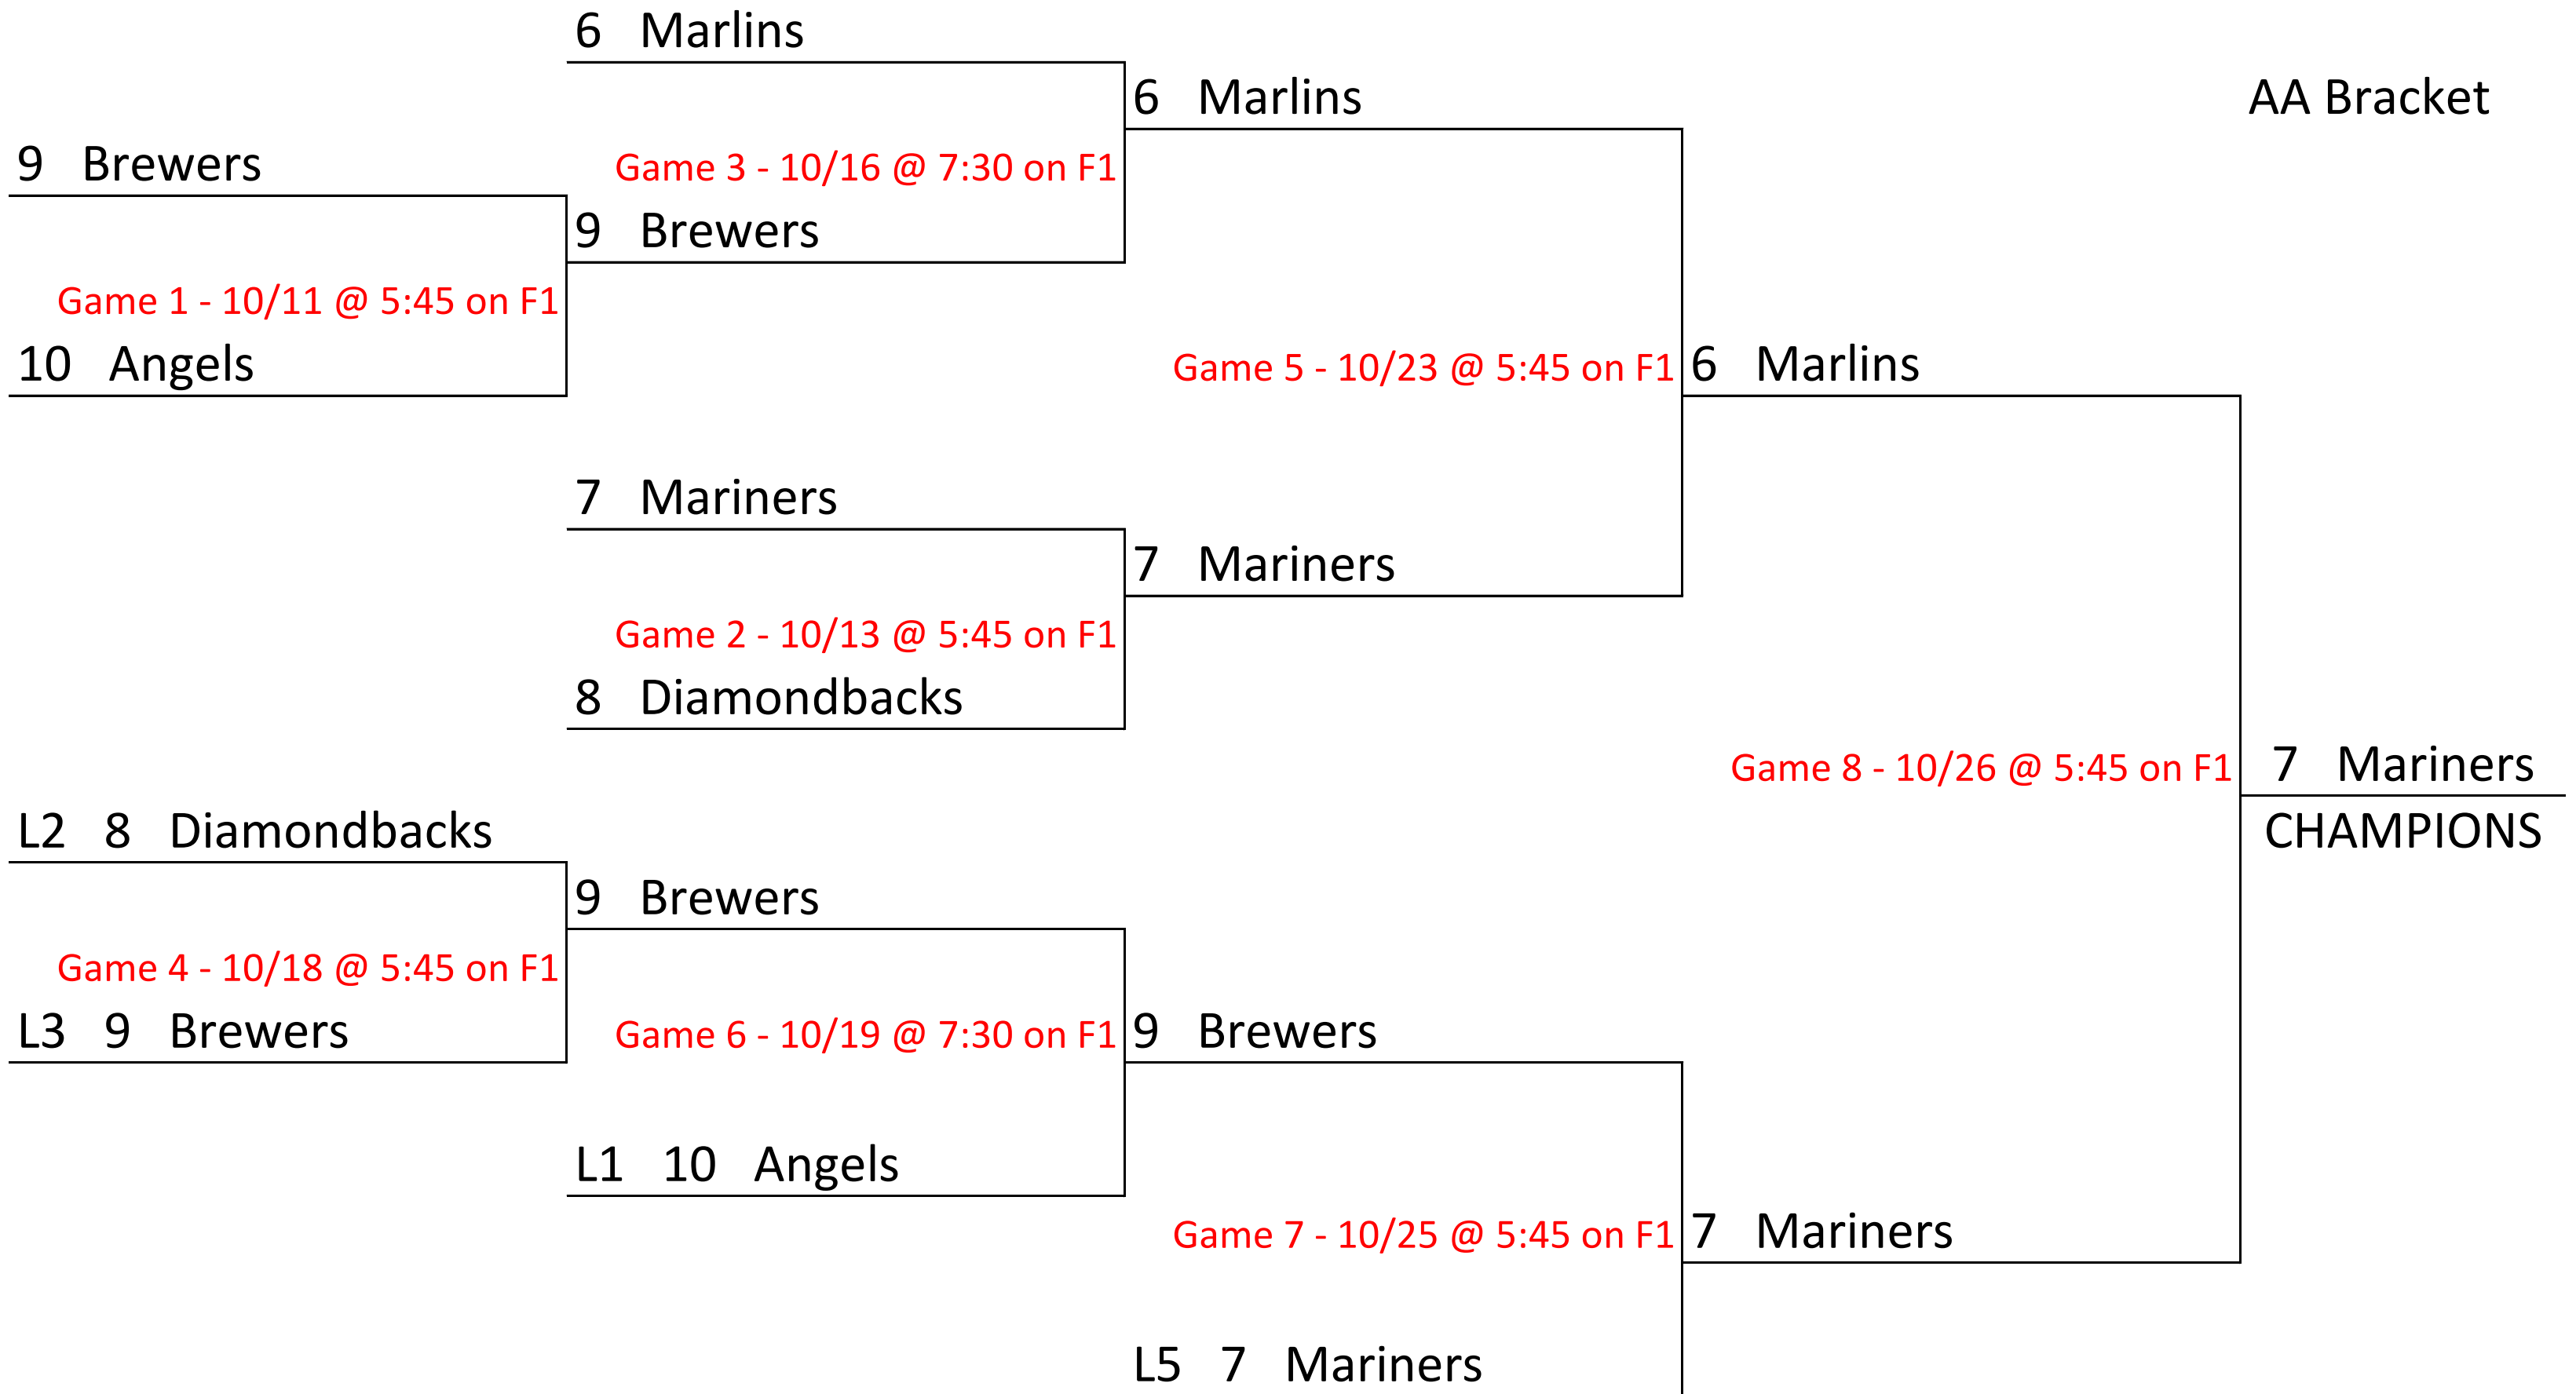 6 Marlins
6 Marlins
AA Bracket
9 Brewers
Game 3 - 10/16 @ 7:30 on F1
9 Brewers
Game 1 - 10/11 @ 5:45 on F1
10 Angels
Game 5 - 10/23 @ 5:45 on F1
6 Marlins
7 Mariners
7 Mariners
Game 2 - 10/13 @ 5:45 on F1
8 Diamondbacks
Game 8 - 10/26 @ 5:45 on F1
7 Mariners
L2 8 Diamondbacks
CHAMPIONS
9 Brewers
Game 4 - 10/18 @ 5:45 on F1
L3 9 Brewers
Game 6 - 10/19 @ 7:30 on F1
9 Brewers
L1 10 Angels
Game 7 - 10/25 @ 5:45 on F1
7 Mariners
L5 7 Mariners